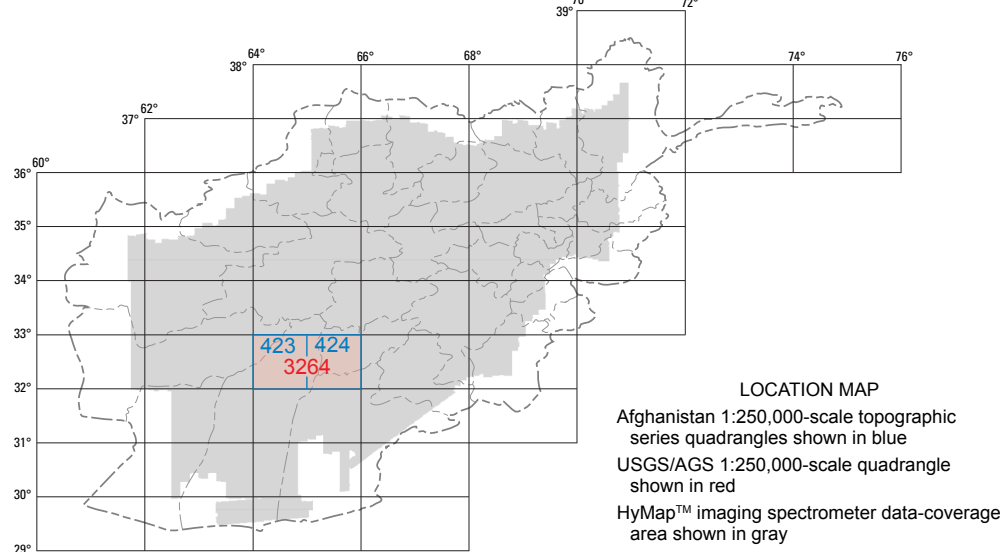 70° 72°
39°
64° 66° 68° 74° 76°
38°
62°
37°
60°
36°
35°
34°
33°
423 424
3264
32°
31°
30°
29°
LOCATION MAP
Afghanistan 1:250,000-scale topographic
series quadrangles shown in blue
USGS/AGS 1:250,000-scale quadrangle
shown in red
HyMap™ imaging spectrometer data-coverage
area shown in gray